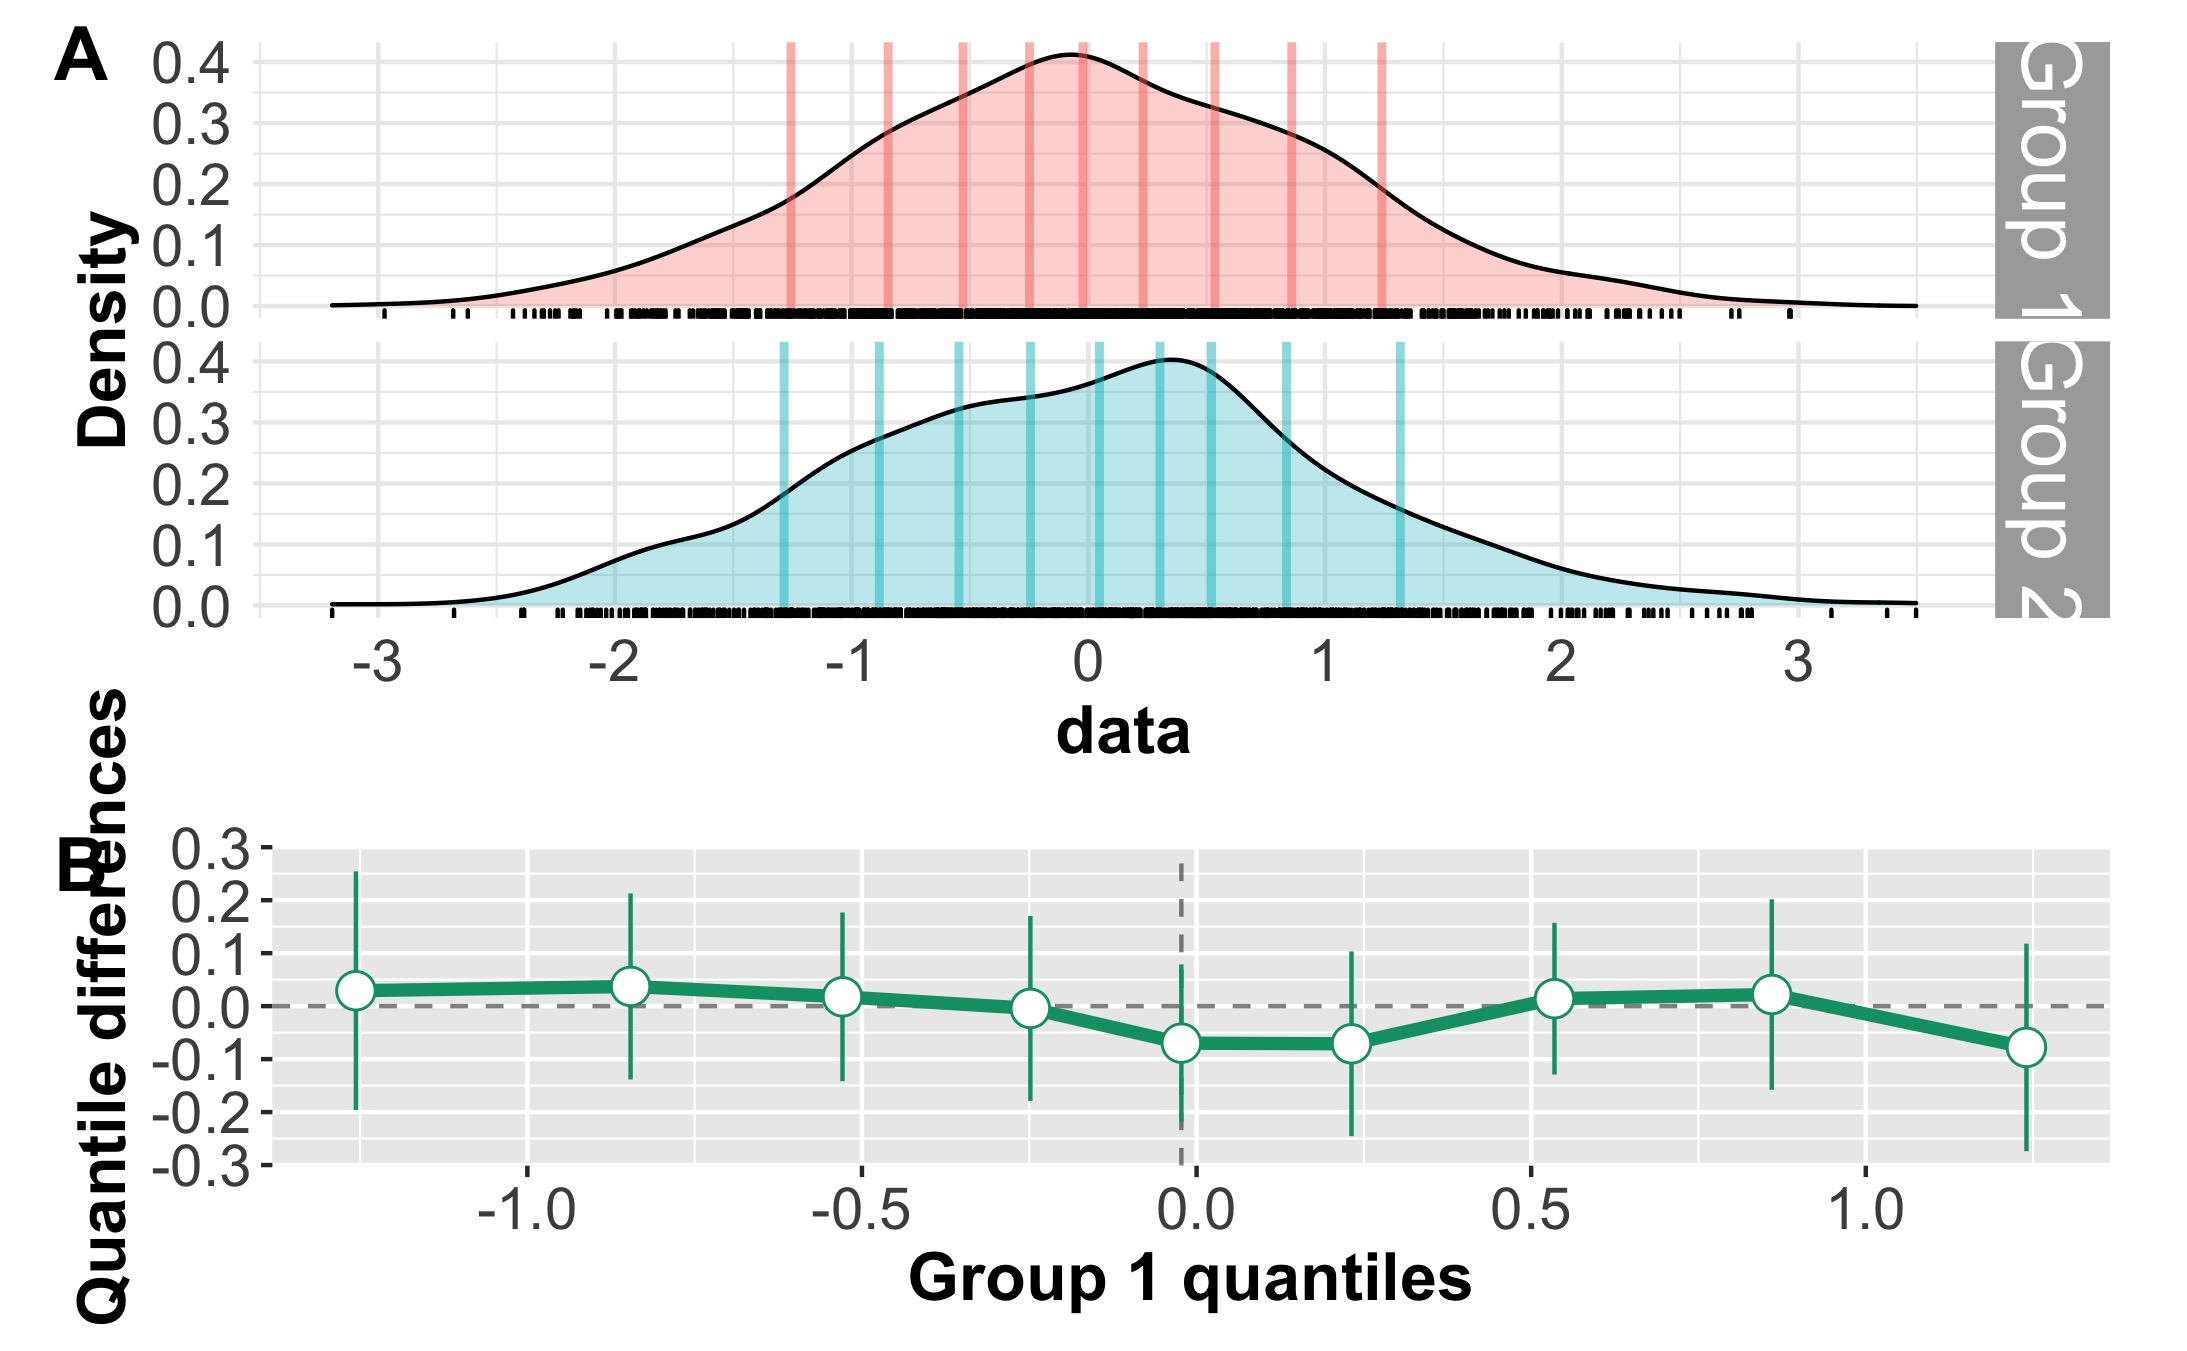 A
Density
0.4
0.3
0.2
0.1
0.0
Group 1
0.4
0.3
0.2
0.1
0.0
Group 2
-3 -2 -1 0 1 2 3
data
B
Quantile differences
0.3
0.2
0.1
0.0
-0.1
-0.2
-0.3
-1.0 -0.5 0.0 0.5 1.0
Group 1 quantiles